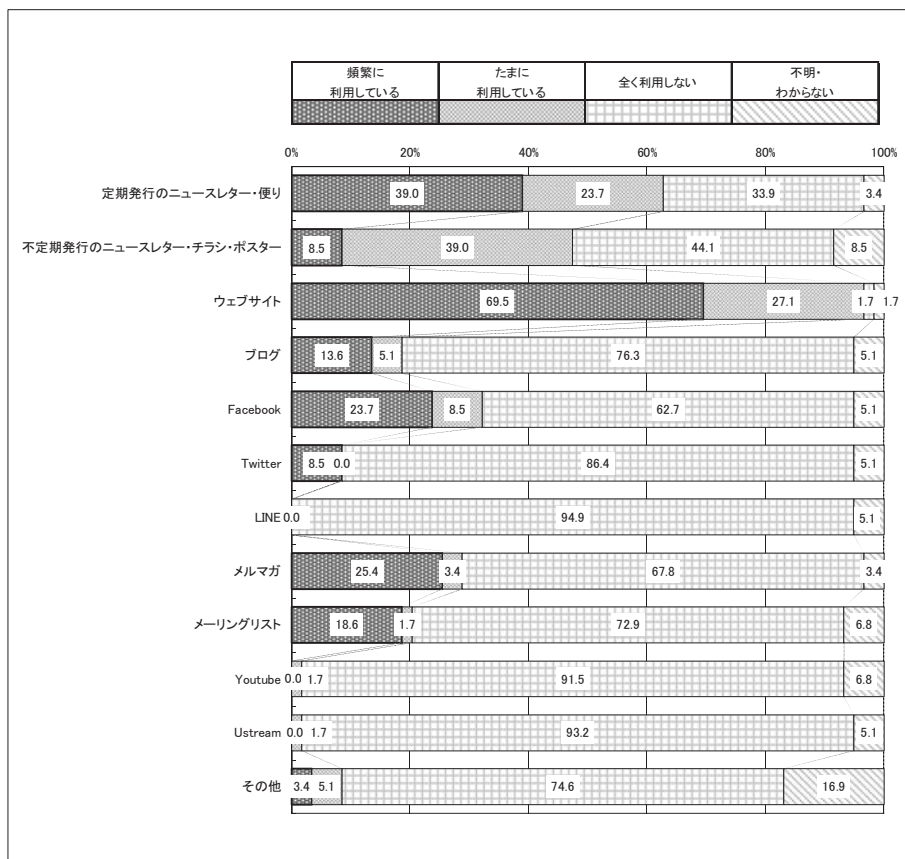 頻繁に
利用している
たまに
利用している
全く利用しない
不明・
わからない
0% 20% 40% 60% 80% 100%
定期発行のニュースレター・便り 39.0 23.7 33.9 3.4
不定期発行のニュースレター・チラシ・ポスター 8.5 39.0 44.1 8.5
ウェブサイト 69.5 27.1 1.7 1.7
ブログ 13.6 5.1 76.3 5.1
Facebook 23.7 8.5 62.7 5.1
Twitter 8.5 0.0 86.4 5.1
LINE 0.0 94.9 5.1
メルマガ 25.4 3.4 67.8 3.4
メーリングリスト 18.6 1.7 72.9 6.8
Youtube 0.0 1.7 91.5 6.8
Ustream 0.0 1.7 93.2 5.1
その他 3.4 5.1 74.6 16.9